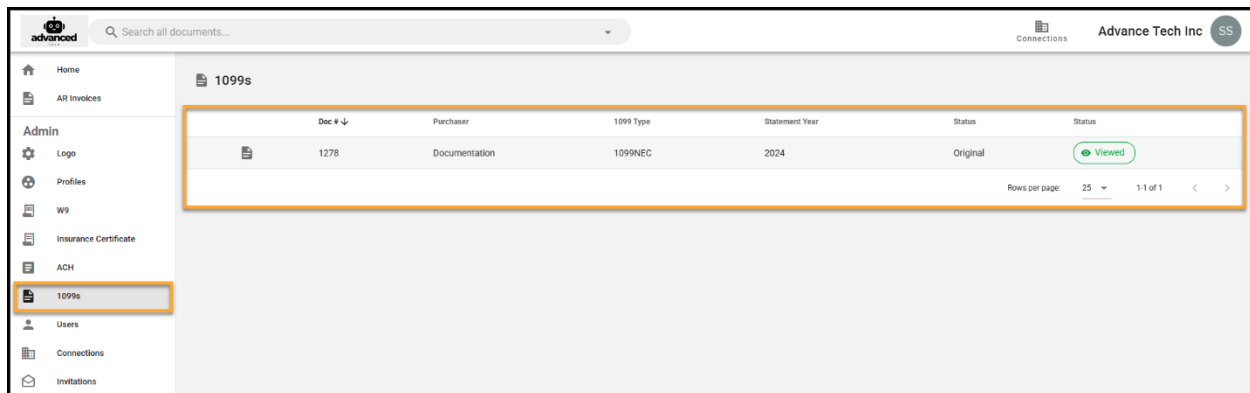 advanced
TECH
Search all documents...
Connections
Advance Tech Inc
SS
Home
AR Invoices
Admin
Logo
Profiles
W9
Insurance Certificate
ACH
1099s
Users
Connections
Invitations
1099s
Doc # Purchaser 1099 Type Statement Year Status Status
1278 Documentation 1099NEC 2024 Original Viewed
Rows per page: 25 1-1 of 1